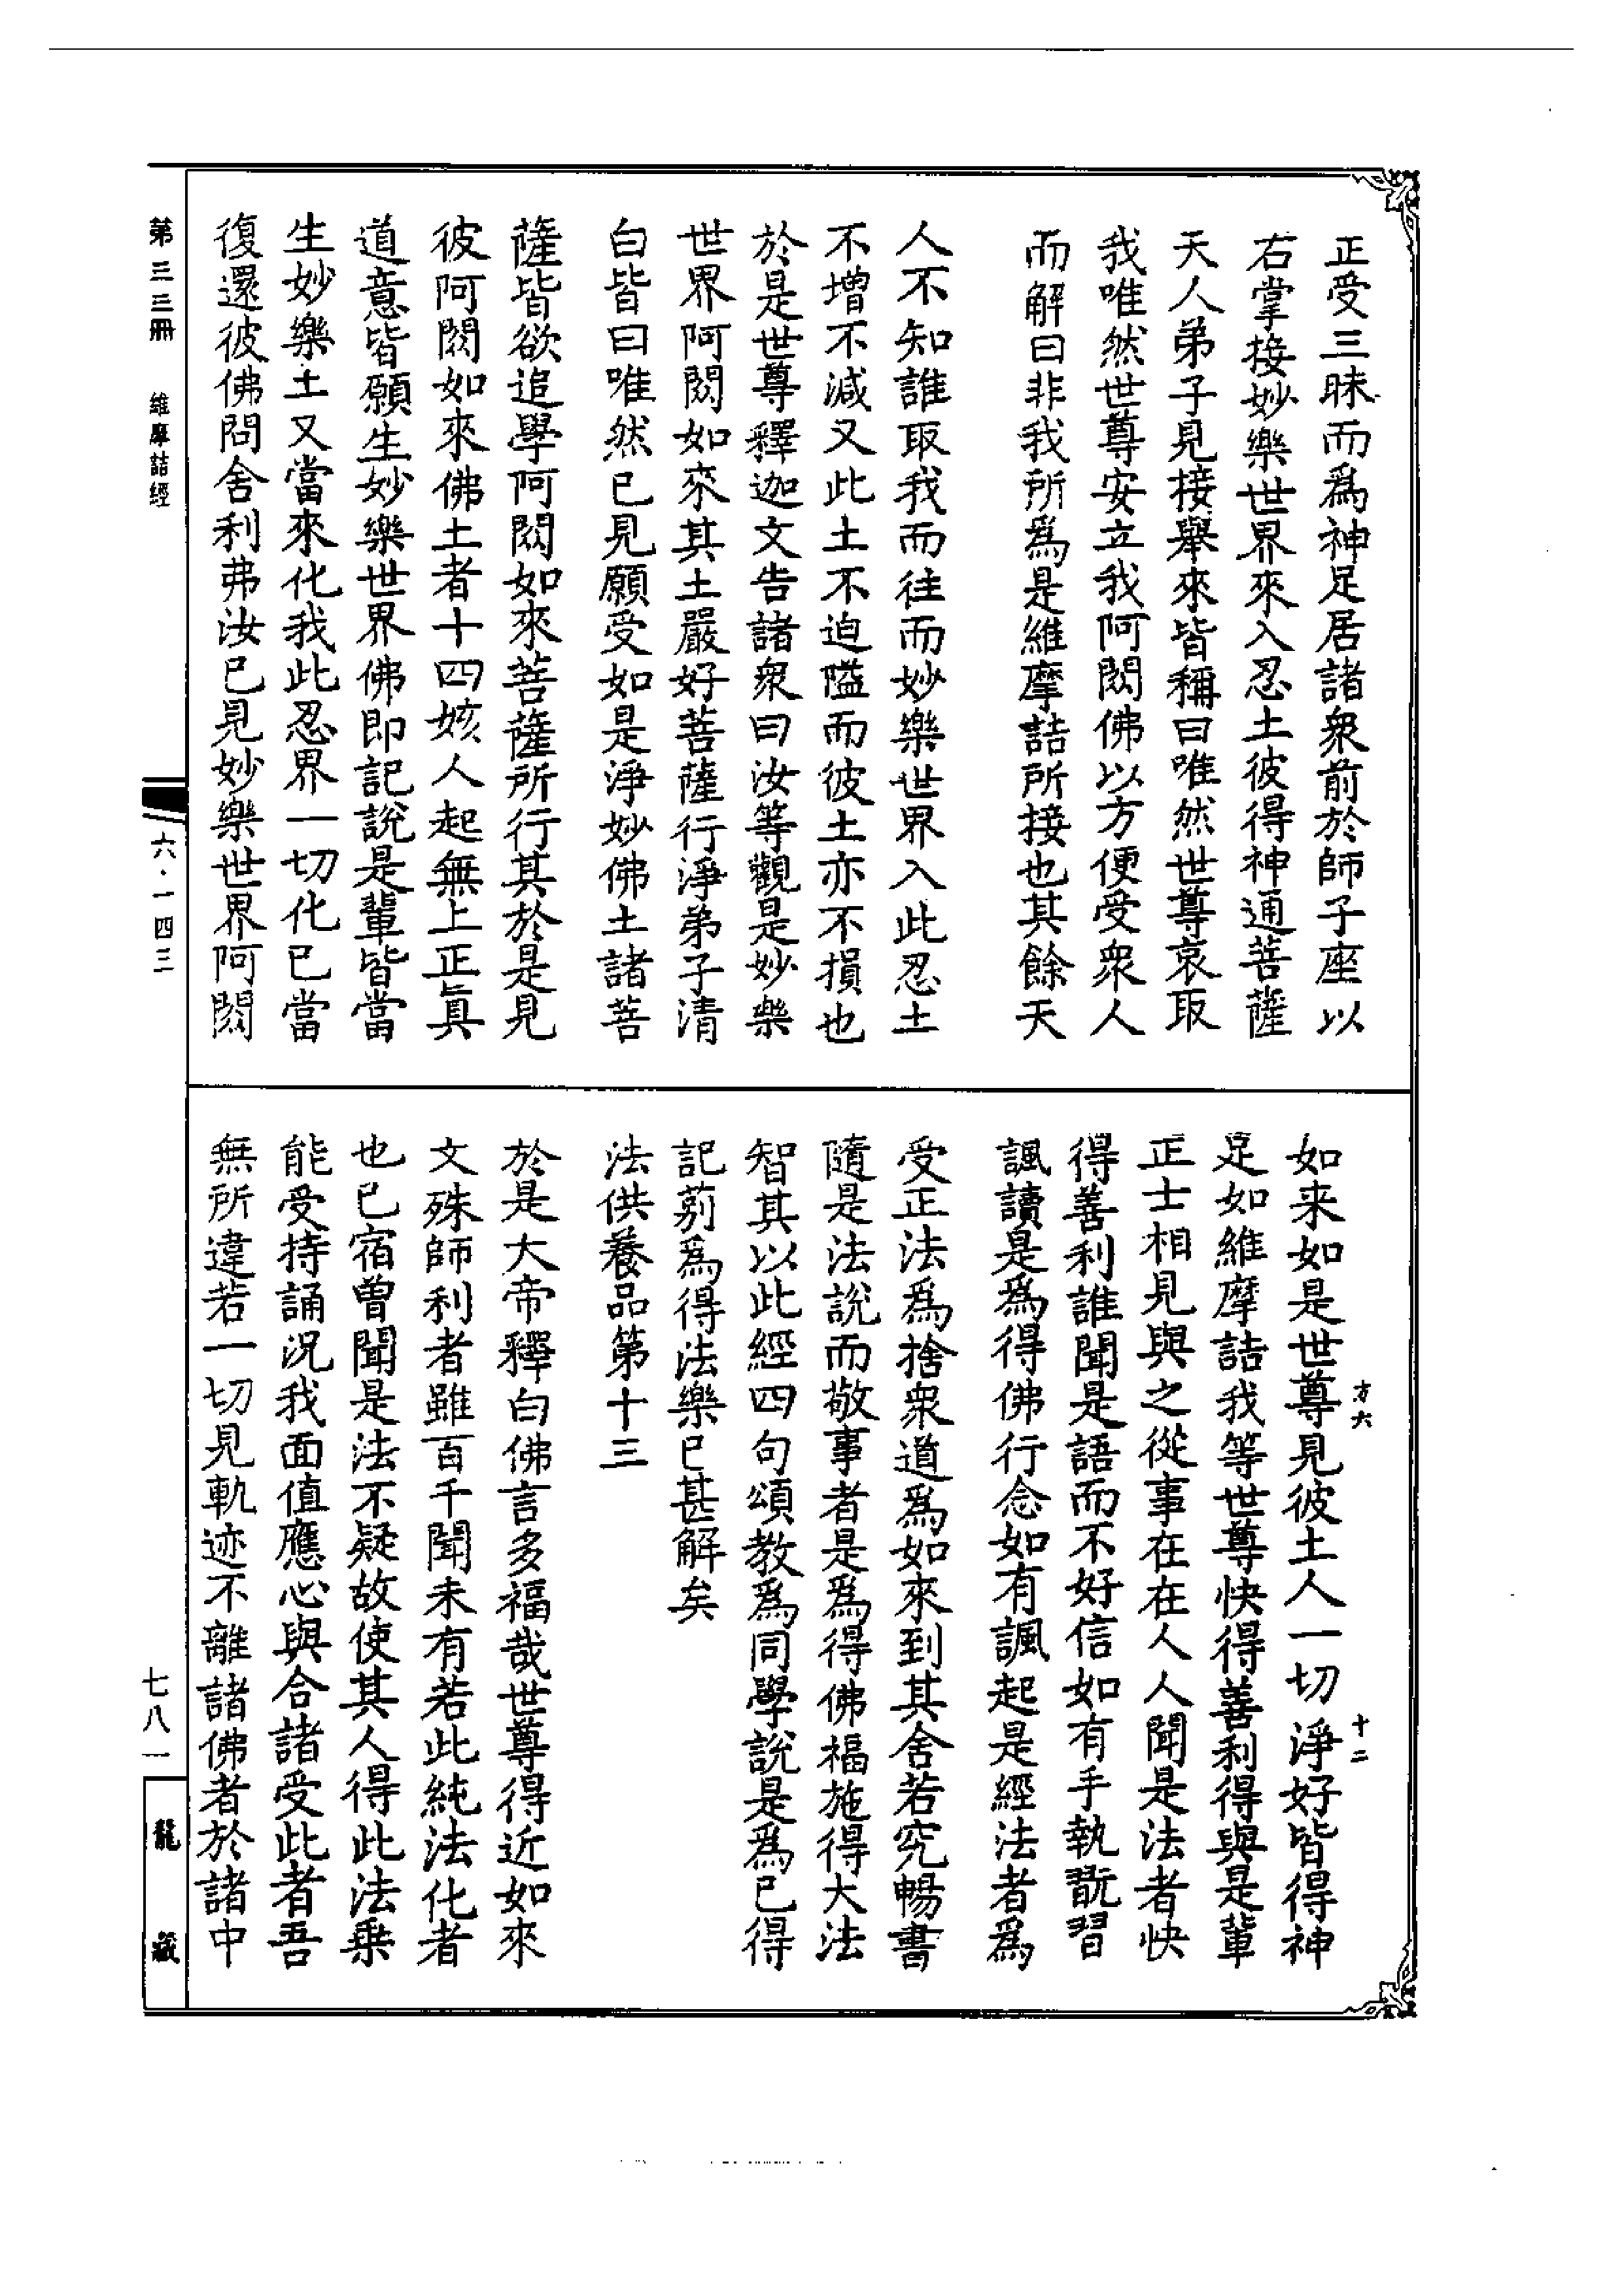 正受三昧而爲神足居諸衆前於師子座以
右掌接妙樂世界來入忍土彼得神通菩薩
天人弟子見接舉來皆稱曰唯然世尊哀取
我唯然世尊安立我阿閦佛以方便受衆人
而解曰非我所爲是維摩詰所接也其餘天
人不知誰取我而往而妙樂世界入此忍土
不增不減又此土不迫隘而彼土亦不損也
於是世尊釋迦文告諸衆曰汝等觀是妙樂
世界阿閦如來其土嚴好菩薩行淨弟子清
白皆曰唯然已見願受如是淨妙佛土諸菩
薩皆欲追學阿閦如來菩薩所行其於是見
彼阿閦如來佛土者十四姟人起無上正眞
道意皆願生妙樂世界佛即記說是輩皆當
生妙樂土又當來化我此忍界一切化已當
復還彼佛問舍利弗汝已見妙樂世界阿閦
如来如是世尊見彼土人一切淨好皆得神
足如維摩詰我等世尊快得善利得與是輩
正士相見與之從事在在人人聞是法者快
得善利誰聞是語而不好信如有手執翫習
諷讀是爲得佛行念如有諷起是經法者爲
受正法爲捨衆道爲如來到其舍若究暢書
隨是法說而敬事者是爲得佛福施得大法
智其以此經四句頌教爲同學說是爲已得
記莂爲得法樂已甚解矣
法供養品第十三
於是大帝釋白佛言多福哉世尊得近如來
文殊師利者雖百千聞未有若此純法化者
也已宿曾聞是法不疑故使其人得此法乗
能受持誦況我面值應心與合諸受此者吾
無所違若一切見軌迹不離諸佛者於諸中
方六
十二
第三三冊
維摩詰經
六·一四三
七八一
龍藏